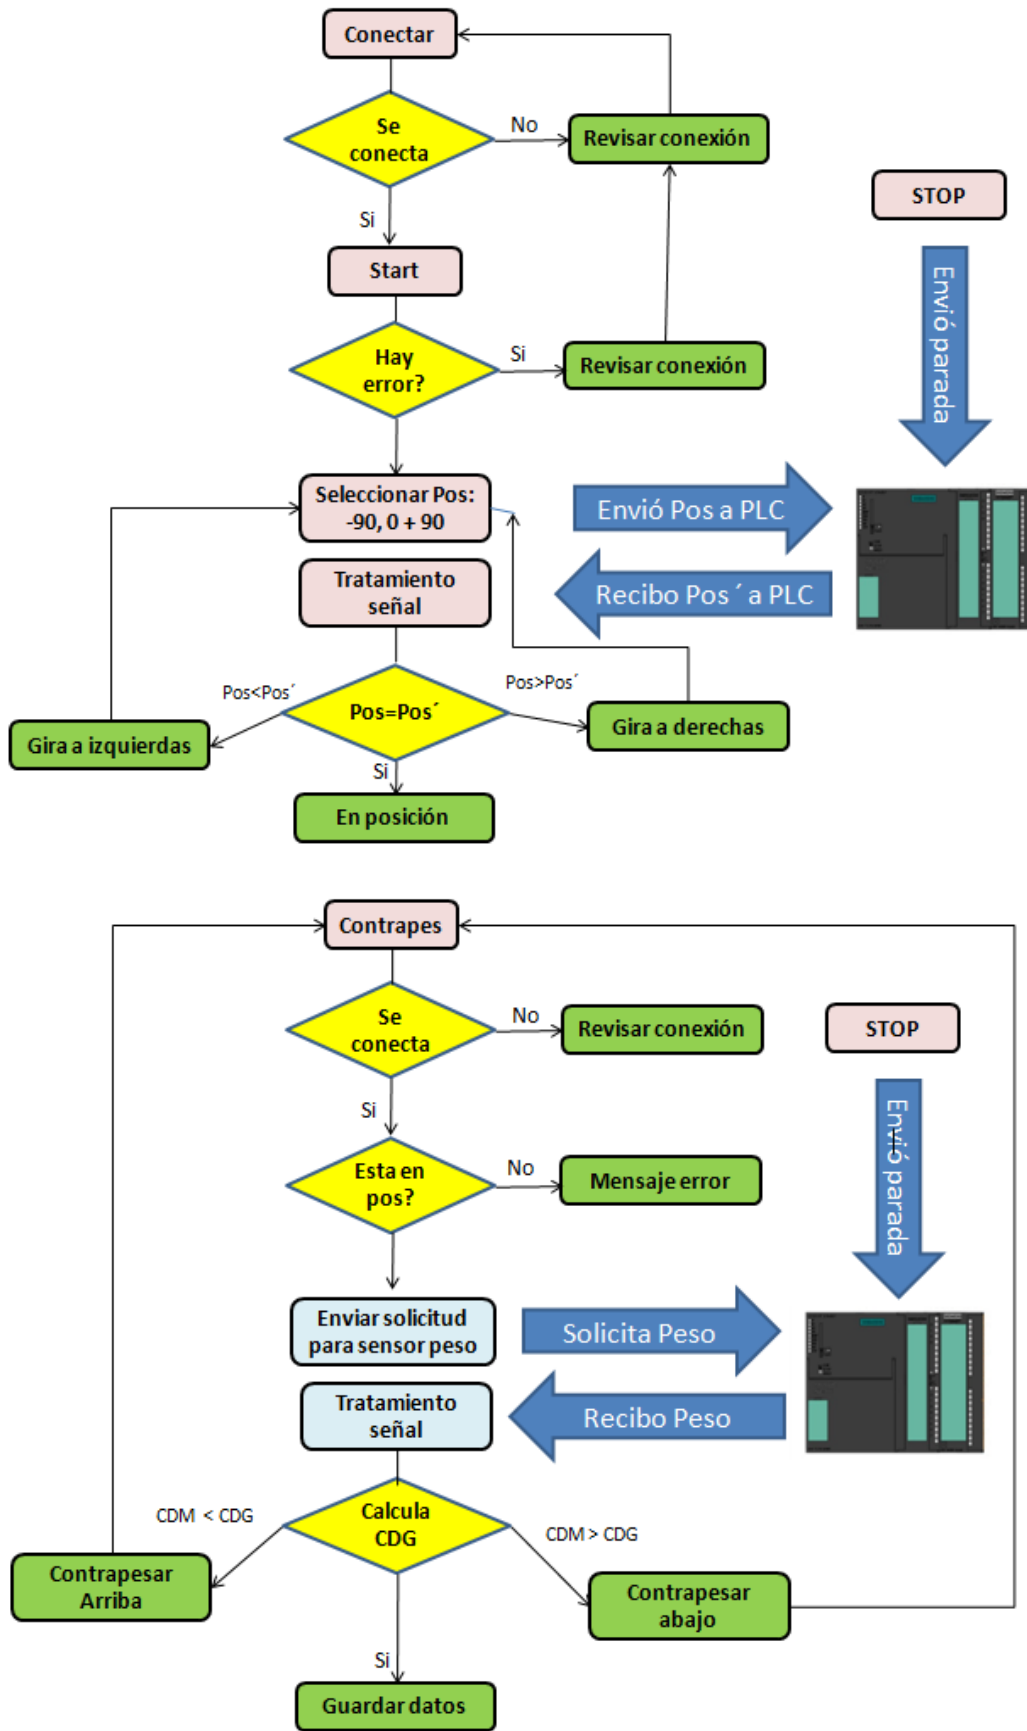 Conectar
Se
conecta
No
Revisar conexión
Si
STOP
Start
Envió parada
Hay
error?
Si
Revisar conexión
Seleccionar Pos:
-90, 0 + 90
Envió Pos a PLC
Tratamiento
señal
Recibo Pos ´ a PLC
Pos<Pos´
Pos=Pos´
Pos>Pos´
Gira a izquierdas
Gira a derechas
Si
En posición
Contrapes
Se
conecta
No
Revisar conexión
STOP
Si
Envió parada
Esta en
pos?
No
Mensaje error
Enviar solicitud
para sensor peso
Solicita Peso
Tratamiento
señal
Recibo Peso
CDM < CDG
Calcula
CDG
CDM > CDG
Contrapesar
Arriba
Contrapesar
abajo
Si
Guardar datos